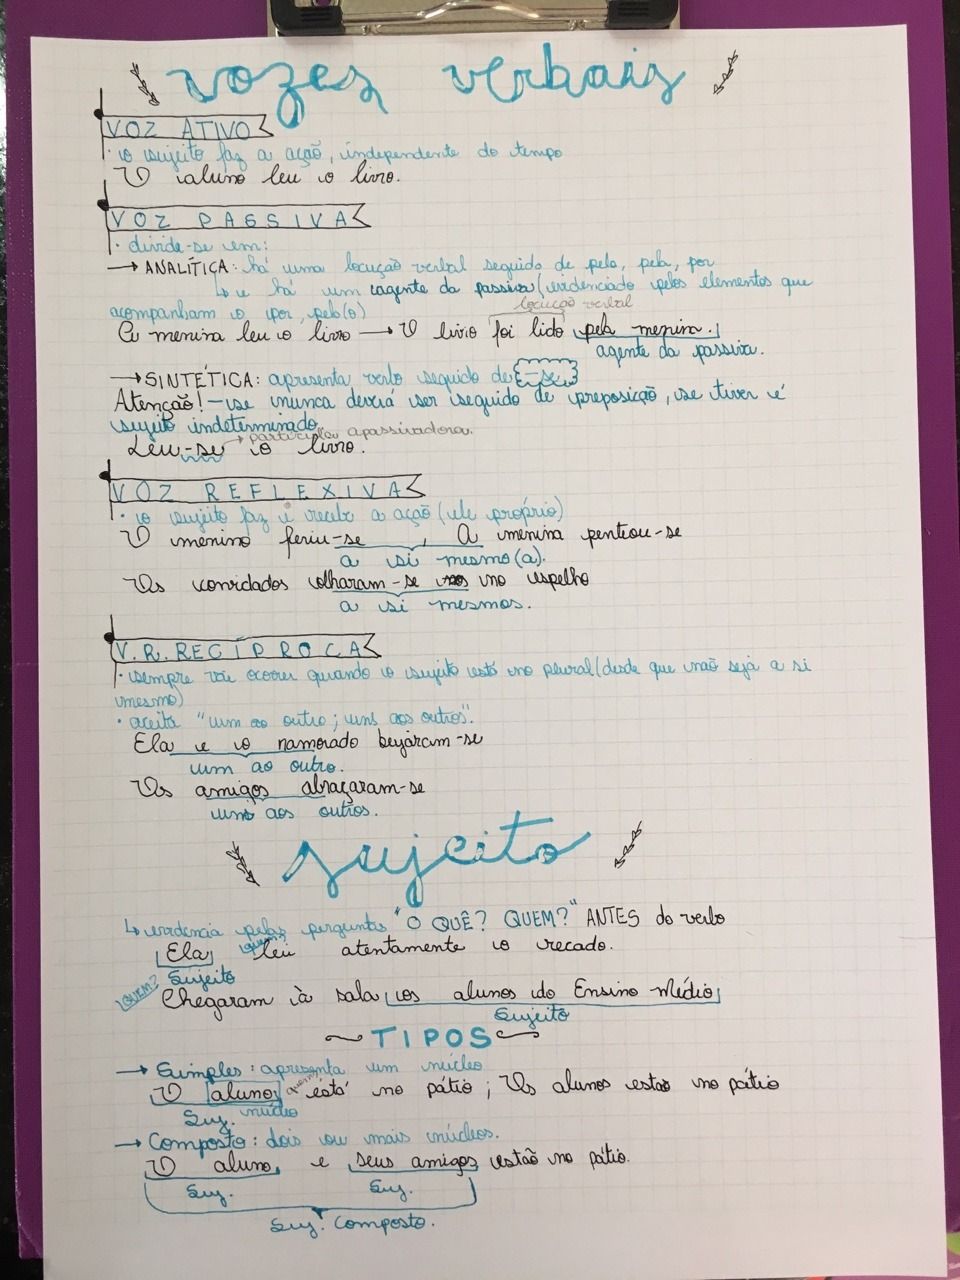 vozes verbais
VOZ ATIVO
· o sujeito faz a ação, independente do tempo
O aluno leu o livro.
VOZ PASSIVA
· divide-se em:
→ ANALÍTICA: há uma locução verbal seguido de pelo, pela, por
↳ e há um agente da passiva (evidenciado pelos elementos que
acompanham o por, pelo(a)
locução verbal
A menina leu o livro → O livro foi lido pela menina.
agente da passiva.
→ SINTÉTICA: apresenta verbo seguido de -se
Atenção! -se nunca deverá ser seguido de preposição, se tiver é
sujeito indeterminado
→ partícula apassivadora.
Leu-se o livro.
VOZ REFLEXIVA
· o sujeito faz e recebe a ação (ele próprio)
O menino feriu-se, A menina penteou-se
a si mesmo(a).
Os convidados olharam-se no espelho
a si mesmos.
V.R. RECÍPROCA
· sempre vai ocorrer quando o sujeito está no plural (desde que não seja a si
mesmo)
· aceita "um ao outro; uns aos outros".
Ela e o namorado beijaram-se
um ao outro.
Os amigos abraçaram-se
uns aos outros.
sujeito
↳ evidencia pelas perguntas "O QUÊ? QUEM?" ANTES do verbo
Ela leu atentamente o recado.
Sujeito
QUEM?
Chegaram à sala os alunos do Ensino Médio
Sujeito
TIPOS
→ Simples: apresenta um núcleo
O aluno está no pátio; Os alunos estão no pátio
Suj. núcleo
→ Composto: dois ou mais núcleos.
O aluno e seus amigos estão no pátio.
Suj. Suj.
Suj. Composto.